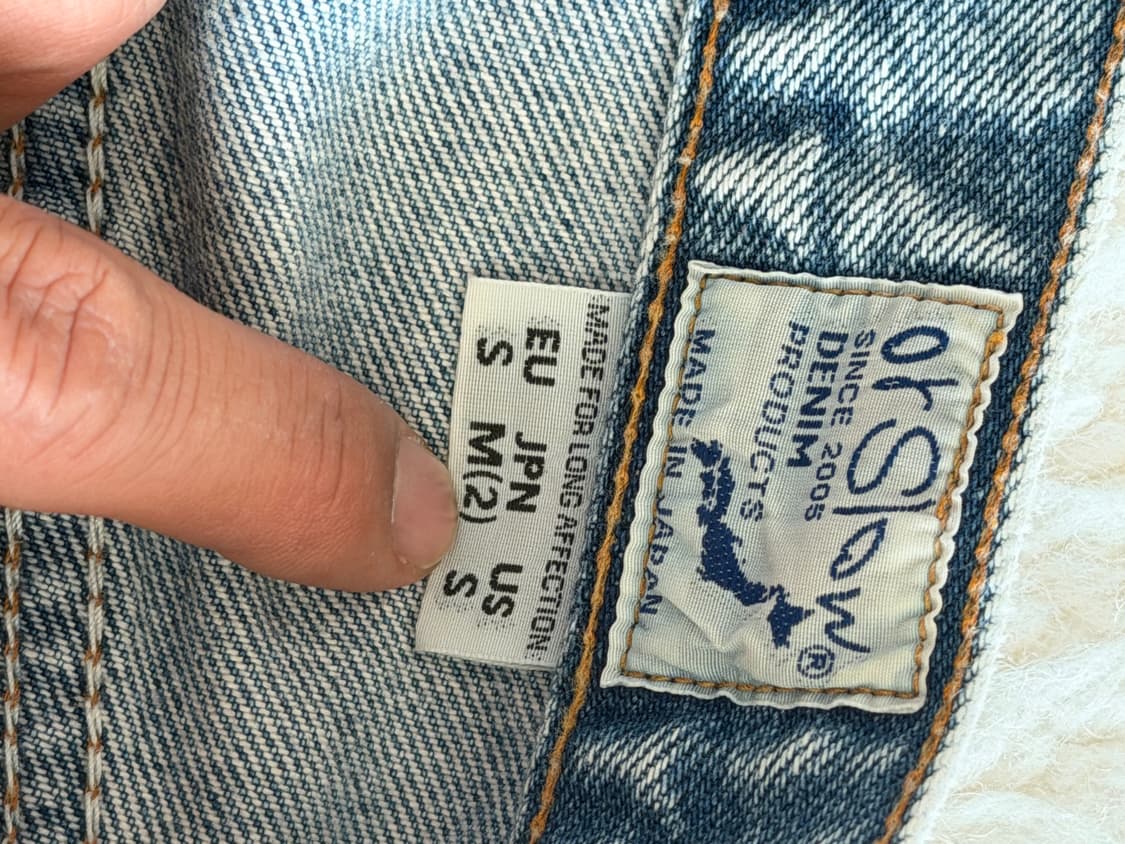 orSlow®
SINCE 2005
DENIM
PRODUCTS
MADE IN JAPAN
:MADE FOR LONG AFFECTION:
EU JPN US
S M(2) S